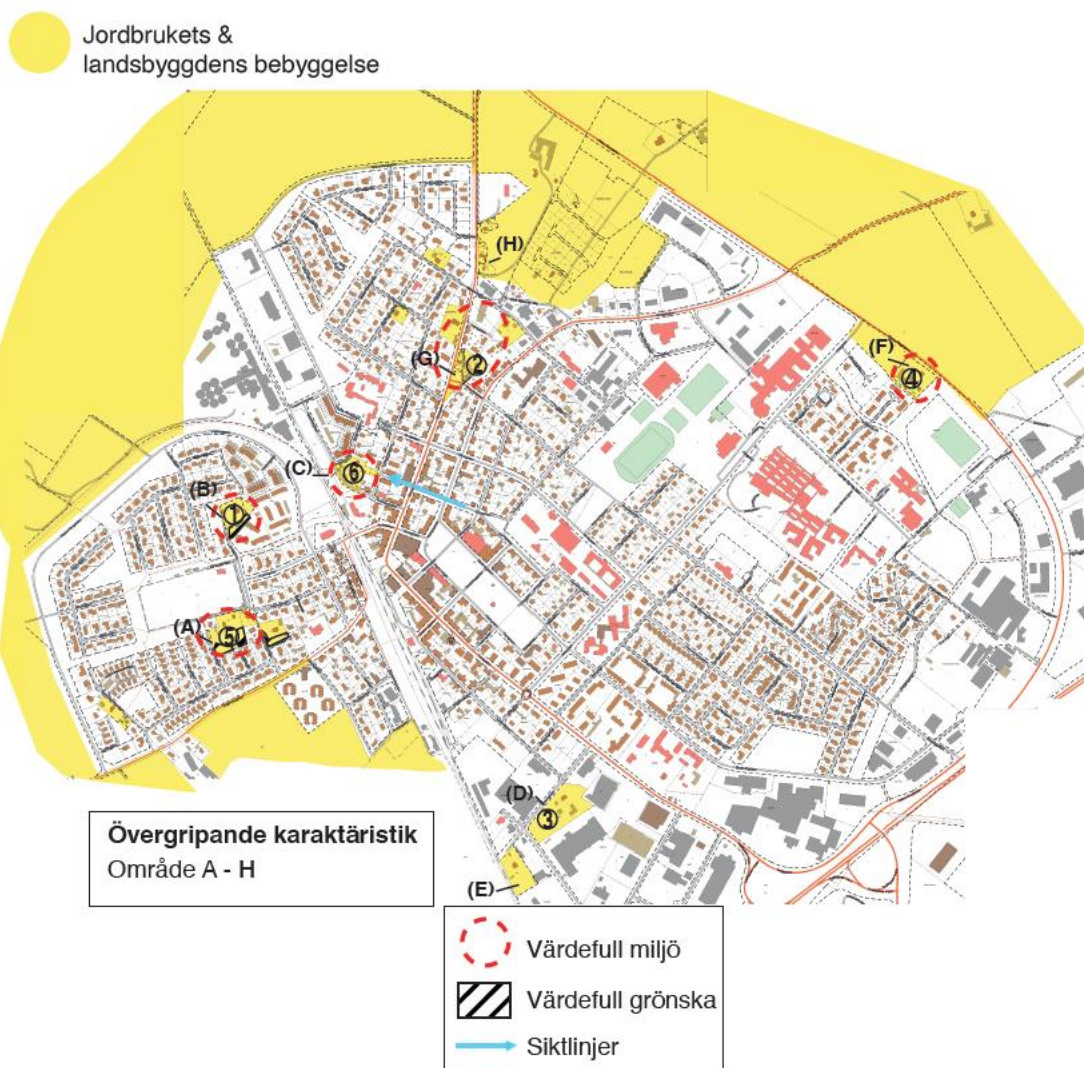 Jordbrukets &
landsbyggdens bebyggelse
(H)
(F)
④
(G)
②
(C)
⑥
(B)
①
(A)
⑤
(D)
③
(E)
Övergripande karaktäristik
Område A - H
Värdefull miljö
Värdefull grönska
Siktlinjer